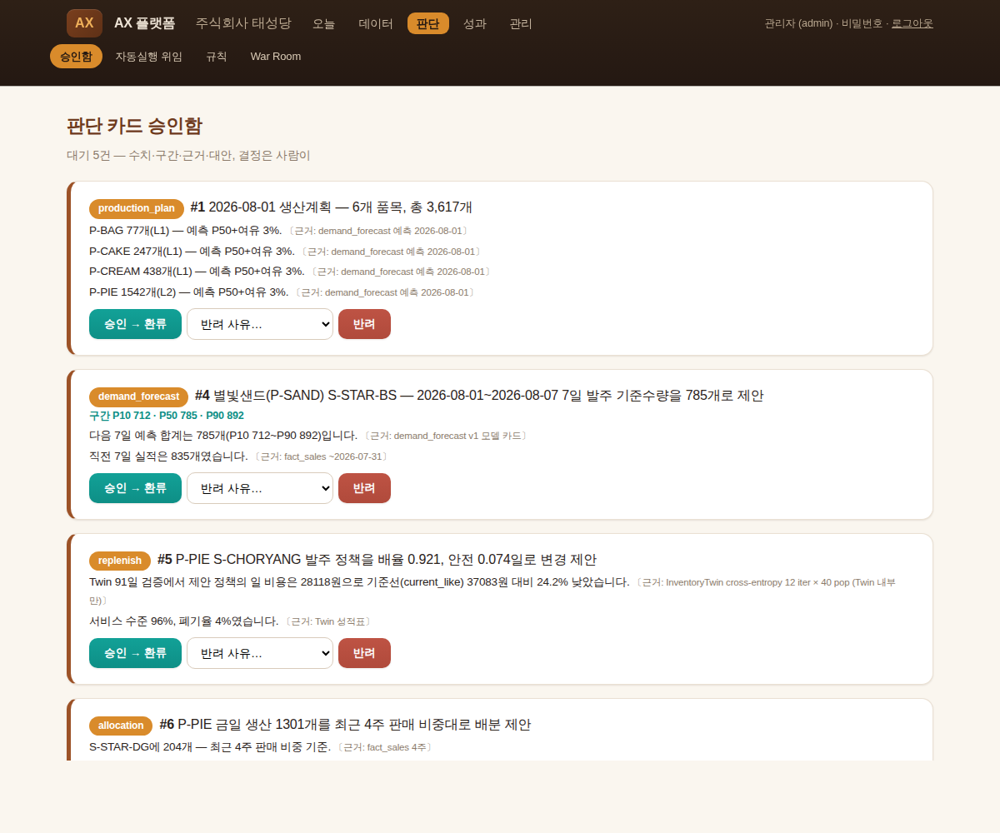 AX AX 플랫폼 주식회사 태성당 오늘 데이터 판단 성과 관리 관리자 (admin) · 비밀번호 · 로그아웃
승인함 자동실행 위임 규칙 War Room
판단 카드 승인함
대기 5건 — 수치·구간·근거·대안, 결정은 사람이
production_plan #1 2026-08-01 생산계획 — 6개 품목, 총 3,617개
P-BAG 77개(L1) — 예측 P50+여유 3%. 〔근거: demand_forecast 예측 2026-08-01〕
P-CAKE 247개(L1) — 예측 P50+여유 3%. 〔근거: demand_forecast 예측 2026-08-01〕
P-CREAM 438개(L1) — 예측 P50+여유 3%. 〔근거: demand_forecast 예측 2026-08-01〕
P-PIE 1542개(L2) — 예측 P50+여유 3%. 〔근거: demand_forecast 예측 2026-08-01〕
승인 → 환류 반려 사유… 반려
demand_forecast #4 별빛샌드(P-SAND) S-STAR-BS — 2026-08-01~2026-08-07 7일 발주 기준수량을 785개로 제안
구간 P10 712 · P50 785 · P90 892
다음 7일 예측 합계는 785개(P10 712~P90 892)입니다. 〔근거: demand_forecast v1 모델 카드〕
직전 7일 실적은 835개였습니다. 〔근거: fact_sales ~2026-07-31〕
승인 → 환류 반려 사유… 반려
replenish #5 P-PIE S-CHORYANG 발주 정책을 배율 0.921, 안전 0.074일로 변경 제안
Twin 91일 검증에서 제안 정책의 일 비용은 28118원으로 기준선(current_like) 37083원 대비 24.2% 낮았습니다. 〔근거: InventoryTwin cross-entropy 12 iter × 40 pop (Twin 내부
만)〕
서비스 수준 96%, 폐기율 4%였습니다. 〔근거: Twin 성적표〕
승인 → 환류 반려 사유… 반려
allocation #6 P-PIE 금일 생산 1301개를 최근 4주 판매 비중대로 배분 제안
S-STAR-DG에 204개 — 최근 4주 판매 비중 기준. 〔근거: fact_sales 4주〕